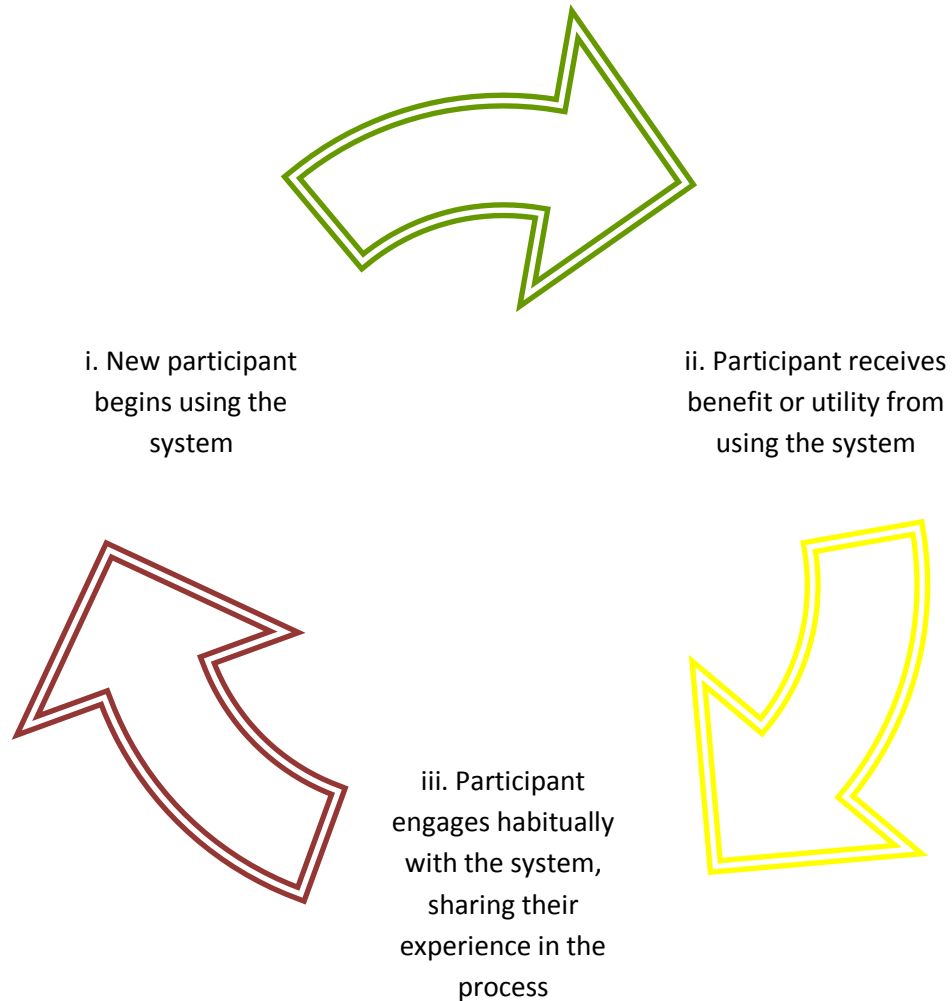 i. New participant
begins using the
system
ii. Participant receives
benefit or utility from
using the system
iii. Participant
engages habitually
with the system,
sharing their
experience in the
process